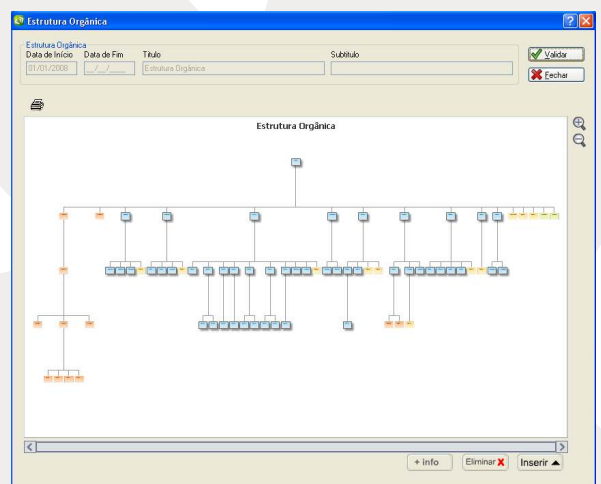 Estrutura Orgânica
Estrutura Orgânica
Data de Início Data de Fim Título Subtítulo
01/01/2008 __/__/____ Estrutura Orgânica
Validar
Fechar
Estrutura Orgânica
+ info Eliminar Inserir